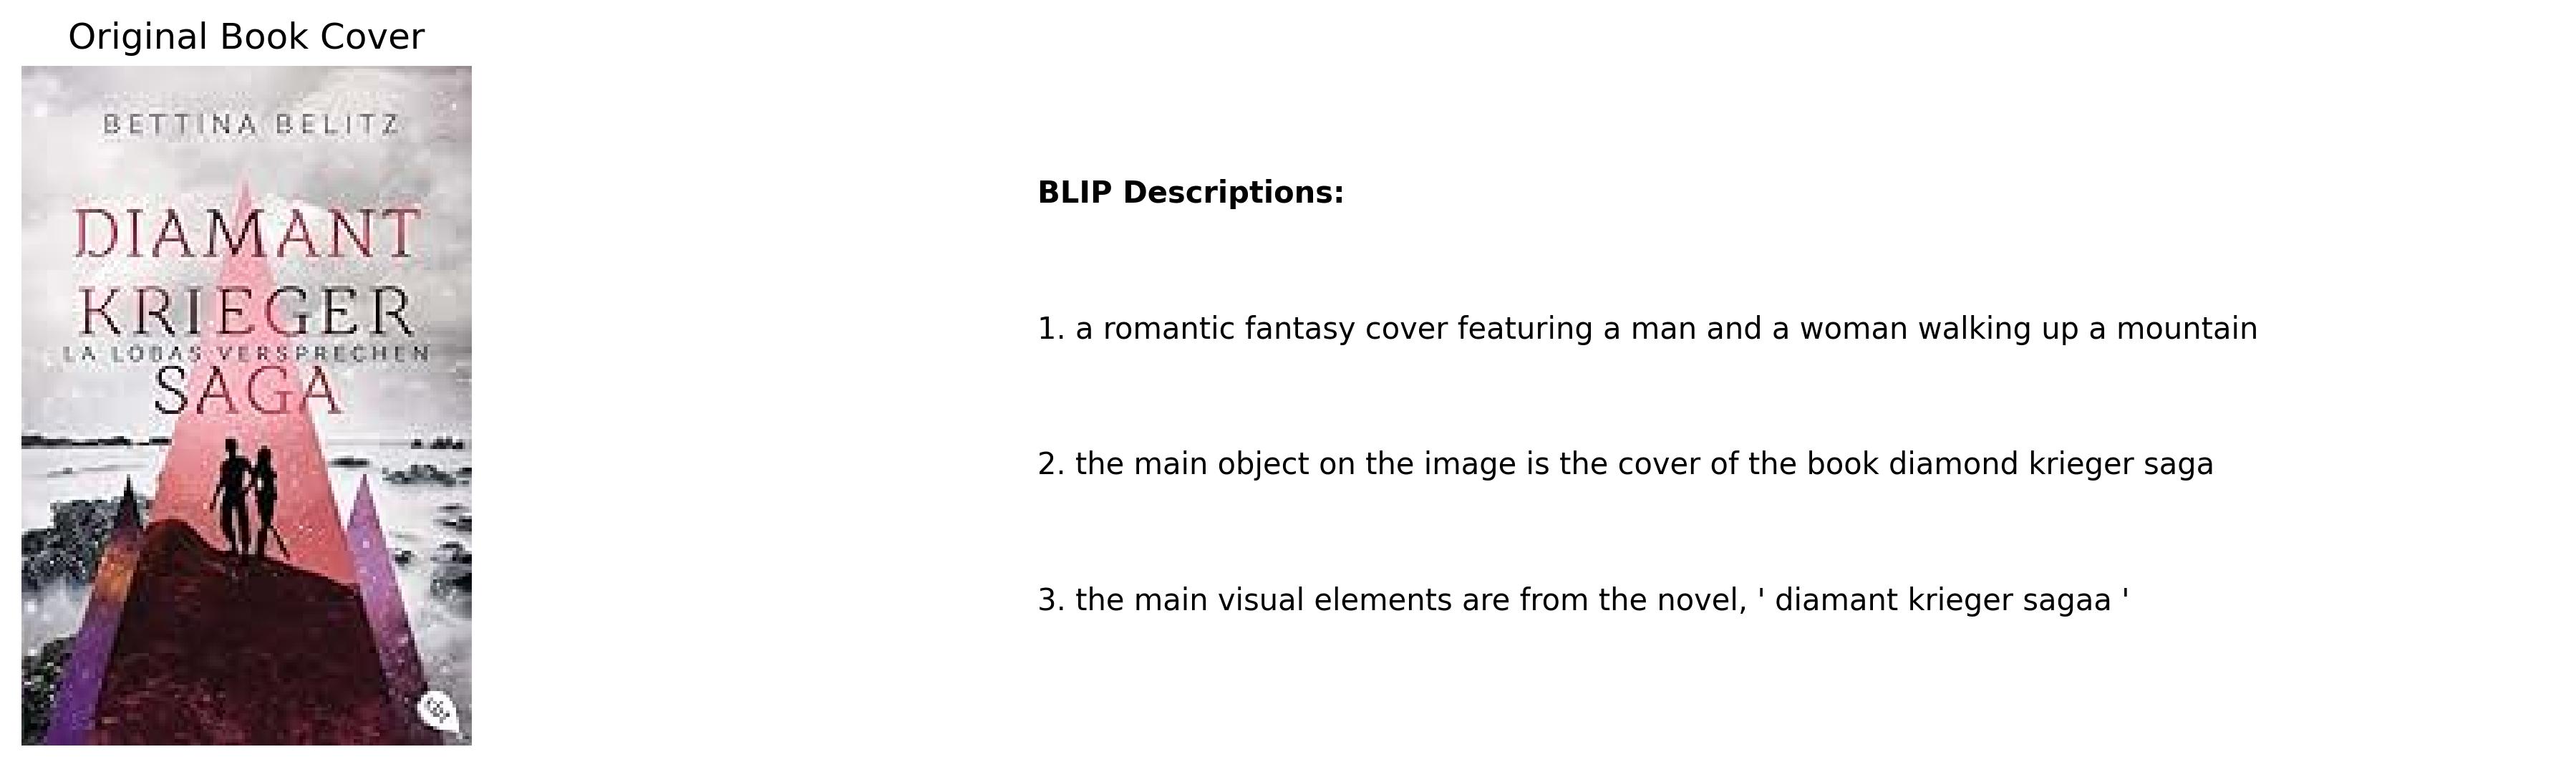 Original Book Cover
BETTINA BELITZ
DIAMANT
KRIEGER
LA LOBAS VERSPRECHEN
SAGA
cbt
BLIP Descriptions:
1. a romantic fantasy cover featuring a man and a woman walking up a mountain
2. the main object on the image is the cover of the book diamond krieger saga
3. the main visual elements are from the novel, ' diamant krieger sagaa '